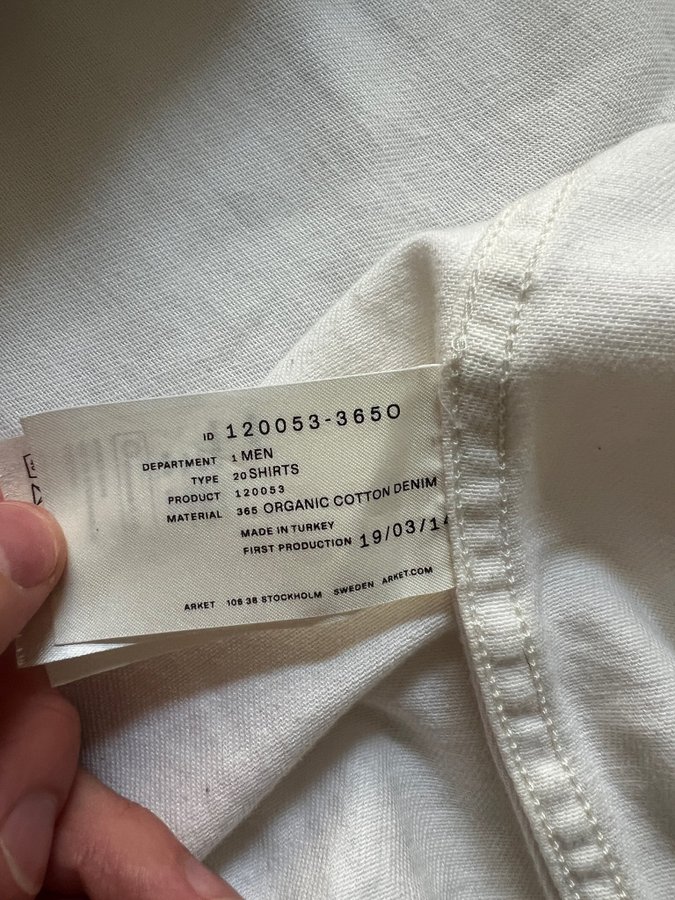 ID 120053-3650
DEPARTMENT 1 MEN
TYPE 20 SHIRTS
PRODUCT 120053
MATERIAL 365 ORGANIC COTTON DENIM
MADE IN TURKEY
FIRST PRODUCTION 19/03/14
ARKET 106 38 STOCKHOLM SWEDEN ARKET.COM